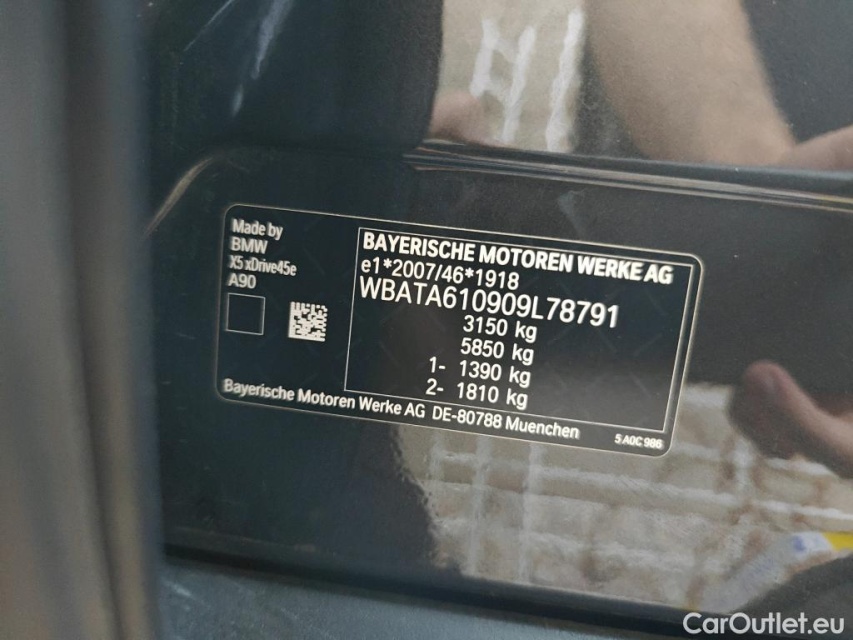 Made by
BMW
X5 xDrive45e
A90
BAYERISCHE MOTOREN WERKE AG
e1*2007/46*1918
WBATA610909L78791
3150 kg
5850 kg
1- 1390 kg
2- 1810 kg
Bayerische Motoren Werke AG DE-80788 Muenchen
5 A0C 986
CarOutlet.eu